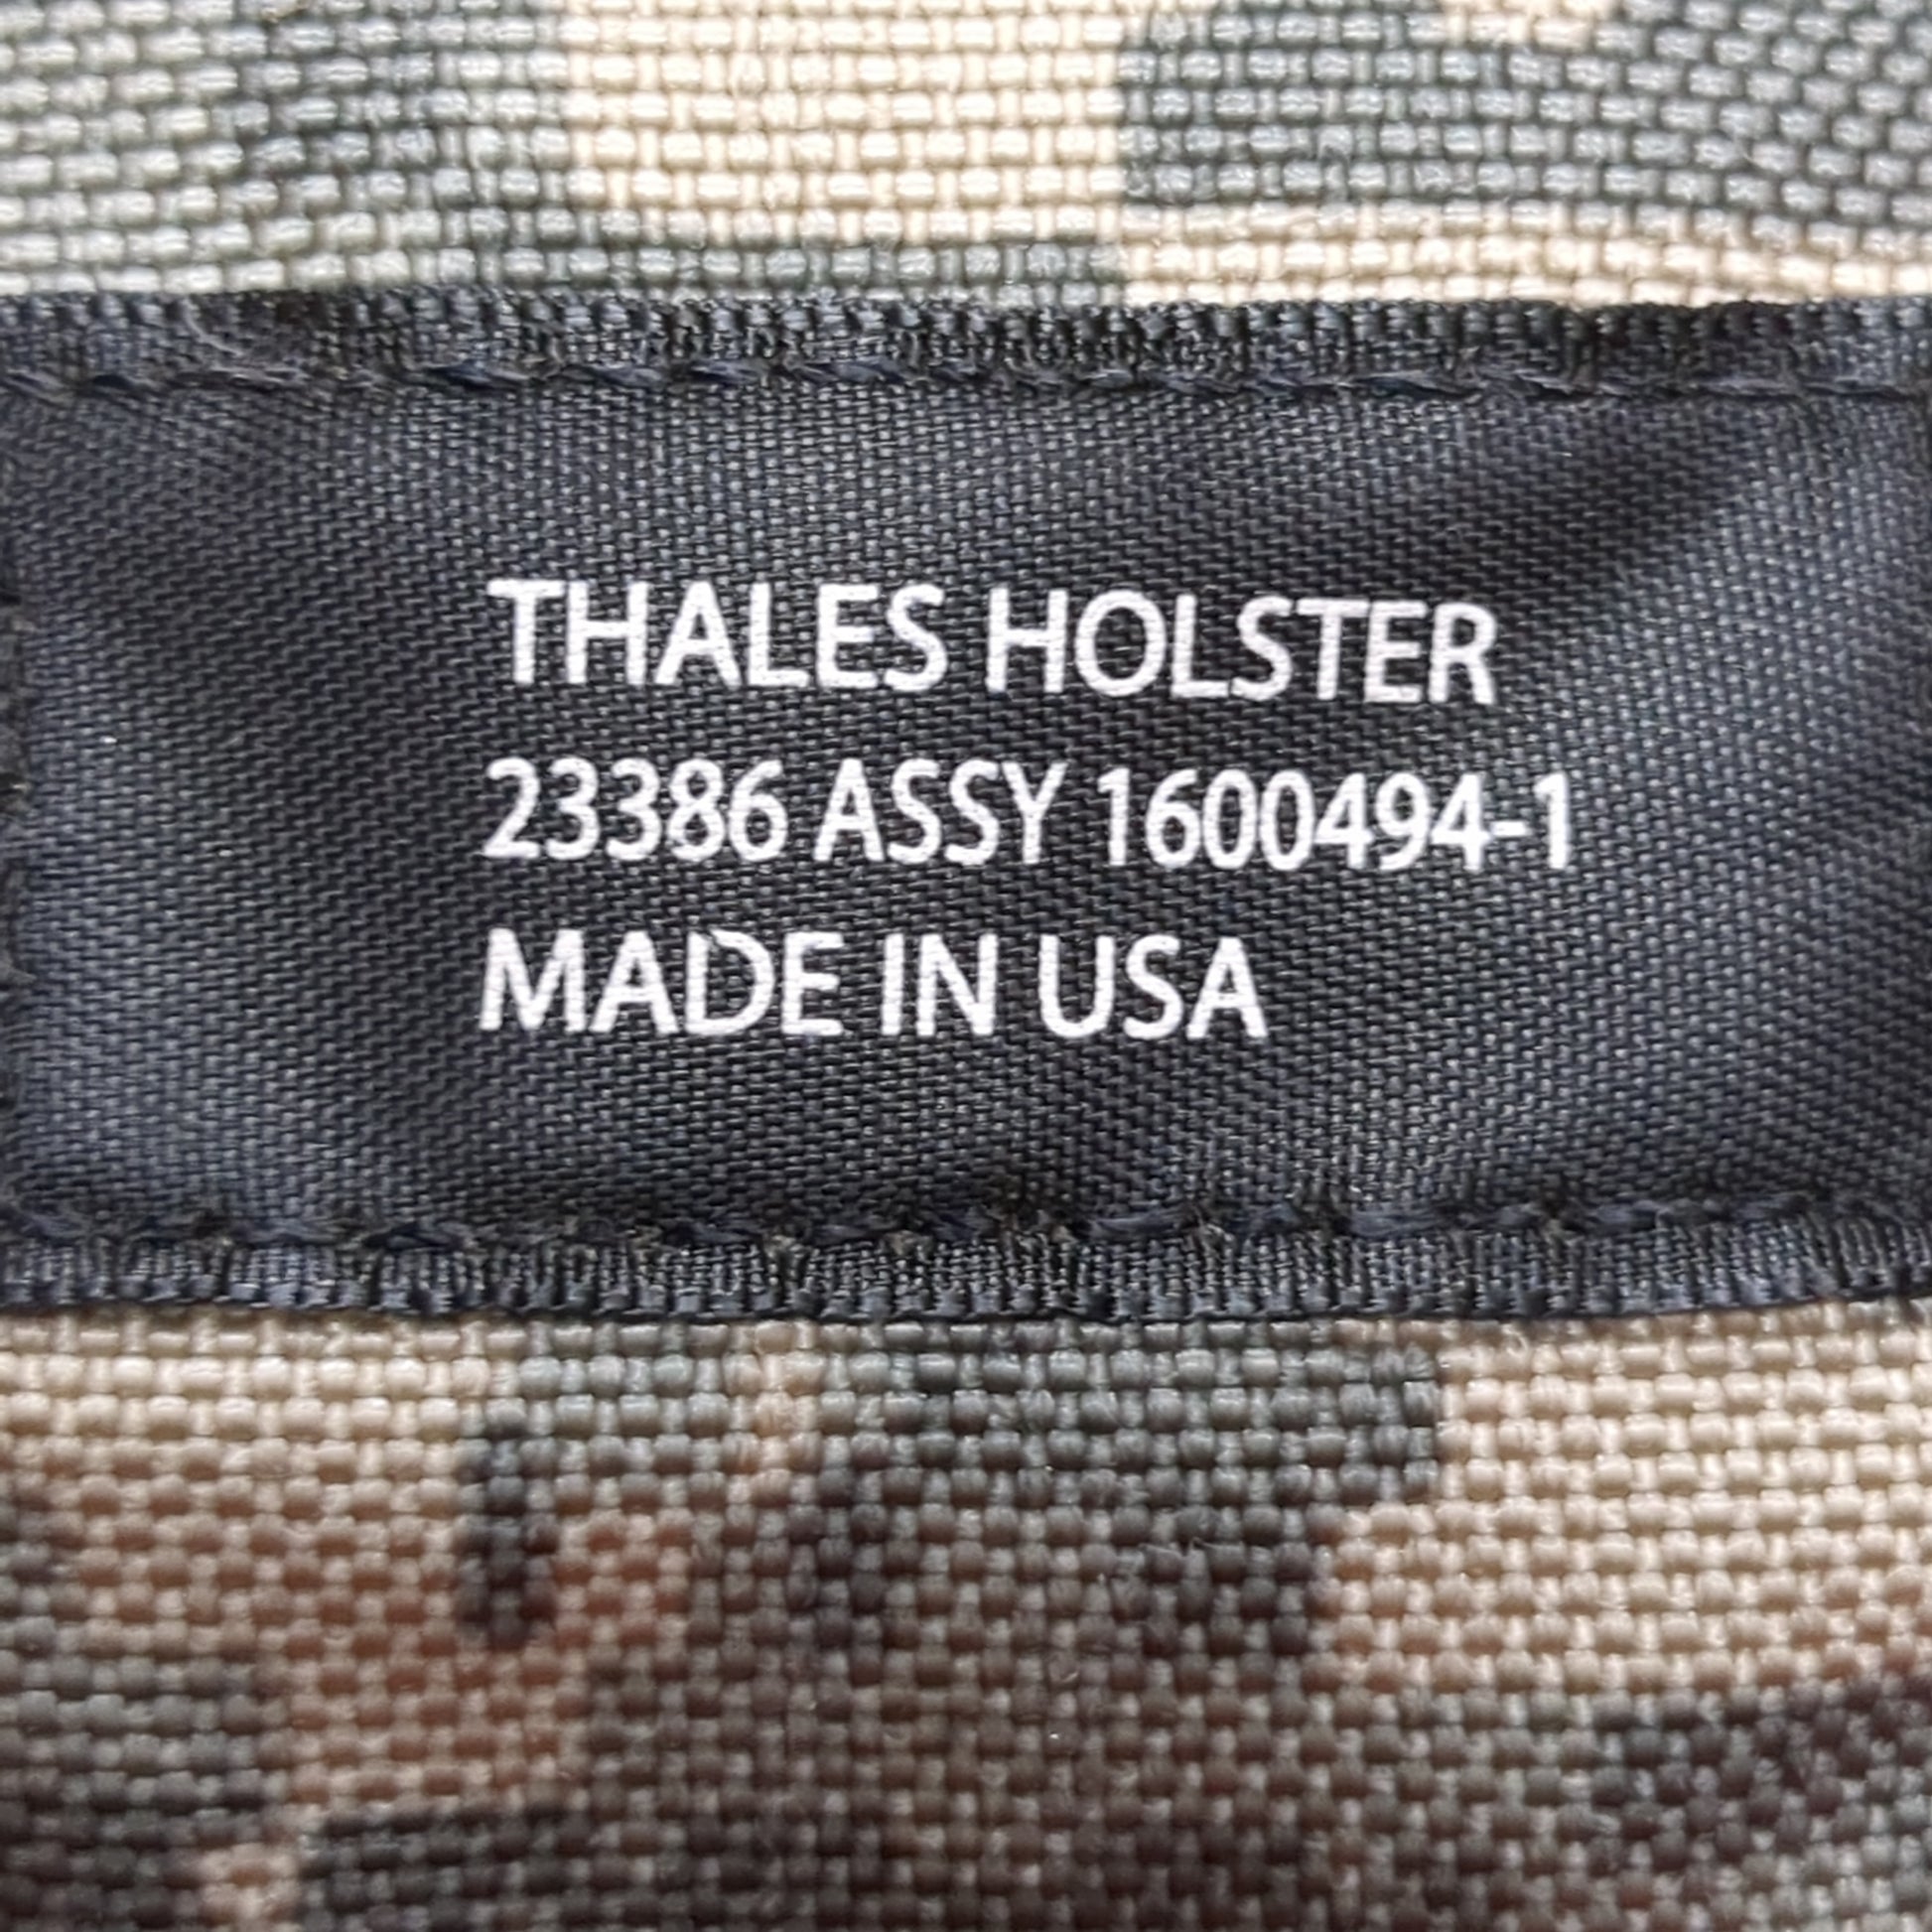 THALES HOLSTER
23386 ASSY 1600494-1
MADE IN USA